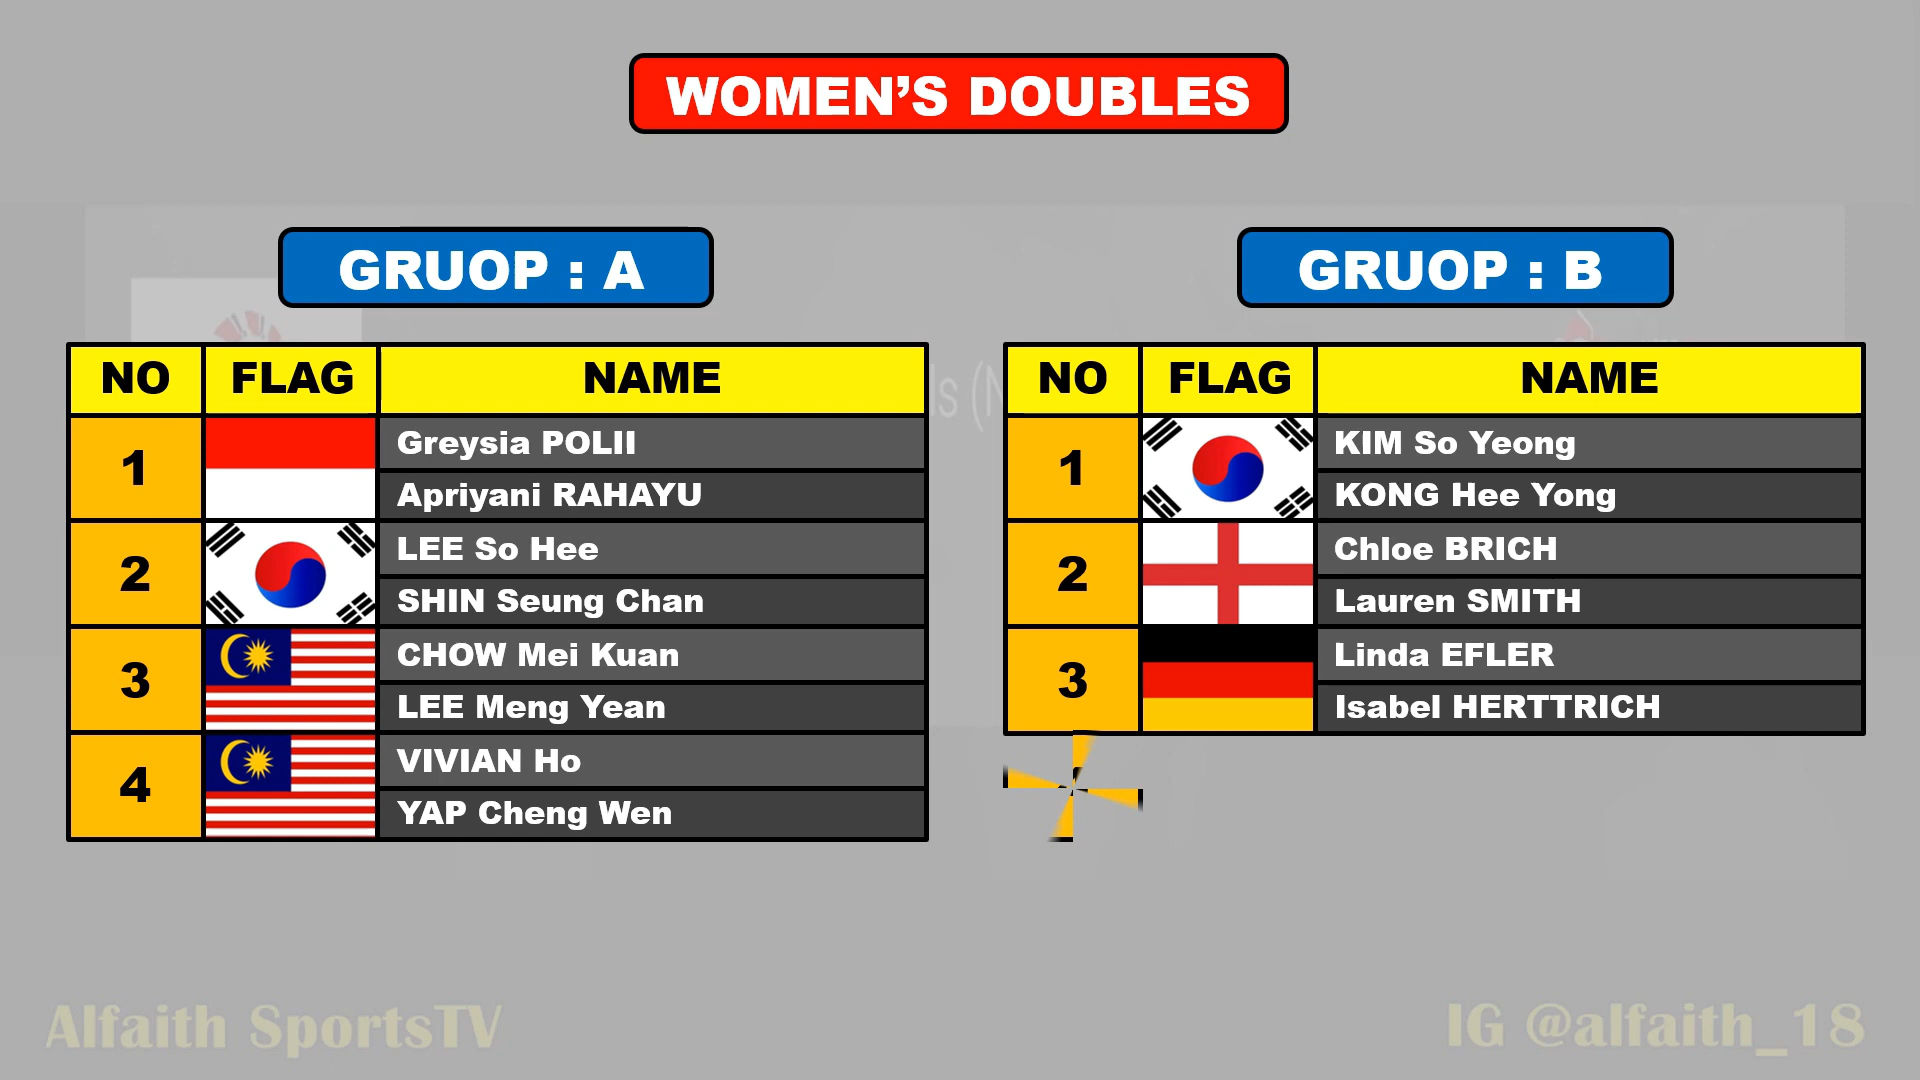 WOMEN'S DOUBLES
GRUOP : A
NO FLAG NAME
1 Greysia POLII
Apriyani RAHAYU
2 LEE So Hee
SHIN Seung Chan
3 CHOW Mei Kuan
LEE Meng Yean
4 VIVIAN Ho
YAP Cheng Wen
GRUOP : B
NO FLAG NAME
1 KIM So Yeong
KONG Hee Yong
2 Chloe BRICH
Lauren SMITH
3 Linda EFLER
Isabel HERTTRICH
Alfaith SportsTV
IG @alfaith_18